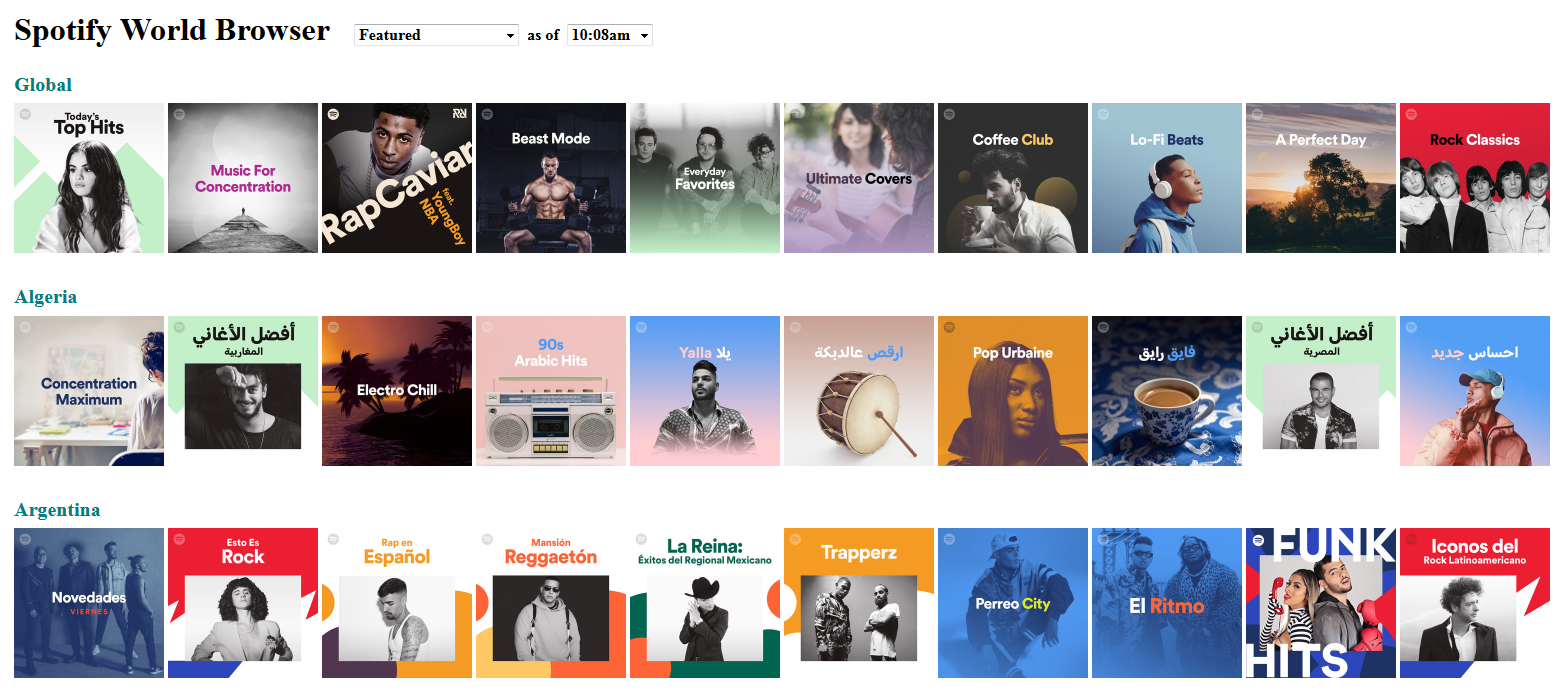 Spotify World Browser
Featured
as of
10:08am
Global
Today's
Top Hits
Music For
Concentration
RapCaviar
feat.
YoungBoy
NBA
Beast Mode
Everyday
Favorites
Ultimate Covers
Coffee Club
Lo-Fi Beats
A Perfect Day
Rock Classics
Algeria
Concentration
Maximum
أفضل الأغاني
المغاربية
Electro Chill
90s
Arabic Hits
Yalla يلا
ارقص عالدبكة
Pop Urbaine
فايق رايق
أفضل الأغاني
المصرية
احساس جديد
Argentina
Novedades
VIERNES
Esto Es
Rock
Rap en
Español
Mansión
Reggaetón
La Reina:
Éxitos del Regional Mexicano
Trapperz
Perreo City
El Ritmo
FUNK
HITS
Iconos del
Rock Latinoamericano